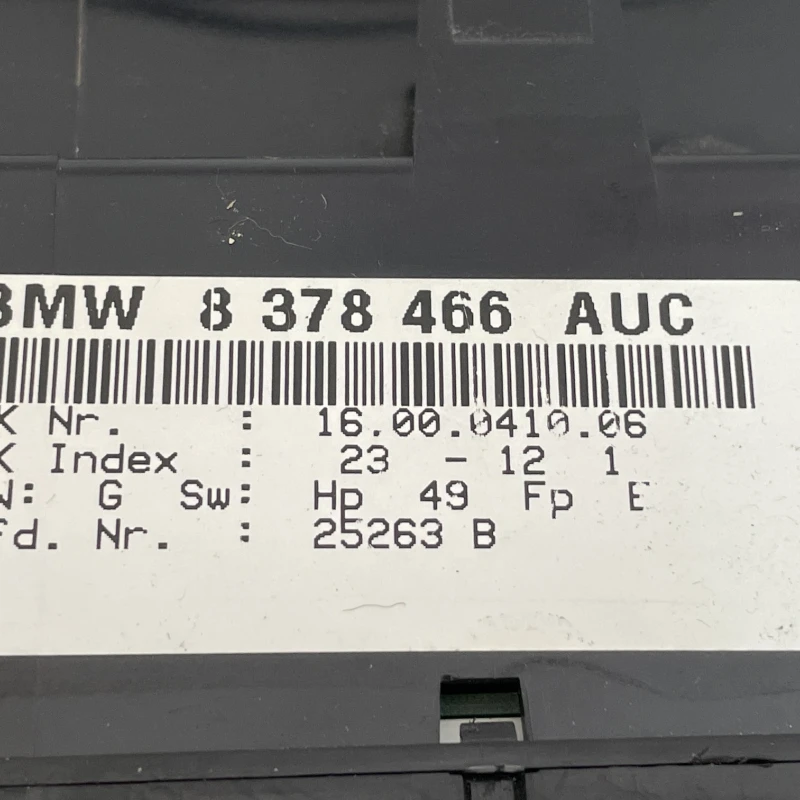 BMW 8 378 466 AUC
K Nr. : 16.00.0410.06
K Index : 23 - 12 1
W: G Sw: Hp 49 Fp E
fd. Nr. : 25263 B